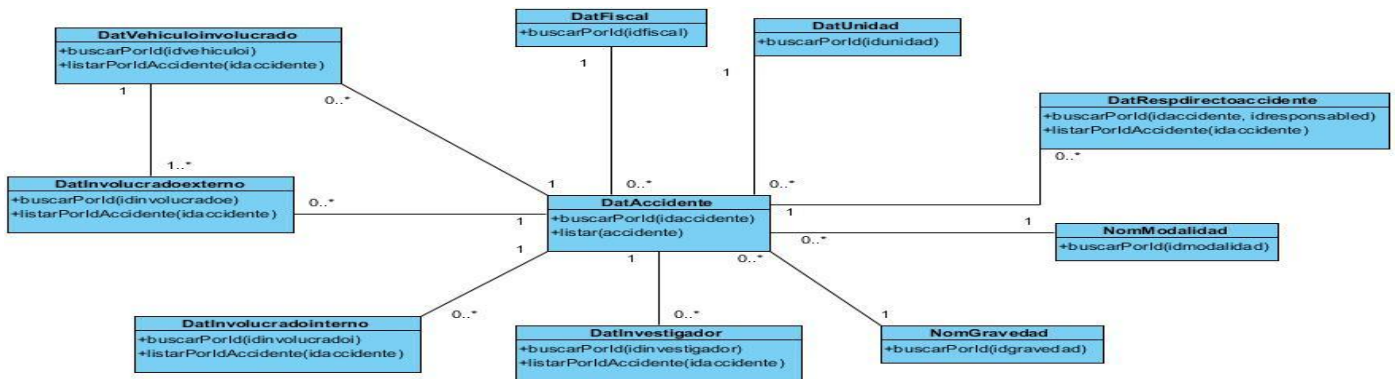 DatFiscal
+buscarPorId(idfiscal)
DatUnidad
+buscarPorId(idunidad)
DatVehiculoinvolucrado
+buscarPorId(idvehiculoi)
+listarPorIdAccidente(idaccidente)
1
1
1
0..*
DatRespdirectoaccidente
+buscarPorId(idaccidente, idresponsabled)
+listarPorIdAccidente(idaccidente)
0..*
1..*
DatInvolucradoexterno
+buscarPorId(idinvolucradoe)
+listarPorIdAccidente(idaccidente)
0..*
1
1
0..*
0..*
DatAccidente
+buscarPorId(idaccidente)
+listar(accidente)
1
1
0..*
NomModalidad
+buscarPorId(idmodalidad)
1
1
0..*
DatInvolucradointerno
+buscarPorId(idinvolucradoi)
+listarPorIdAccidente(idaccidente)
0..*
0..*
DatInvestigador
+buscarPorId(idinvestigador)
+listarPorIdAccidente(idaccidente)
1
NomGravedad
+buscarPorId(idgravedad)